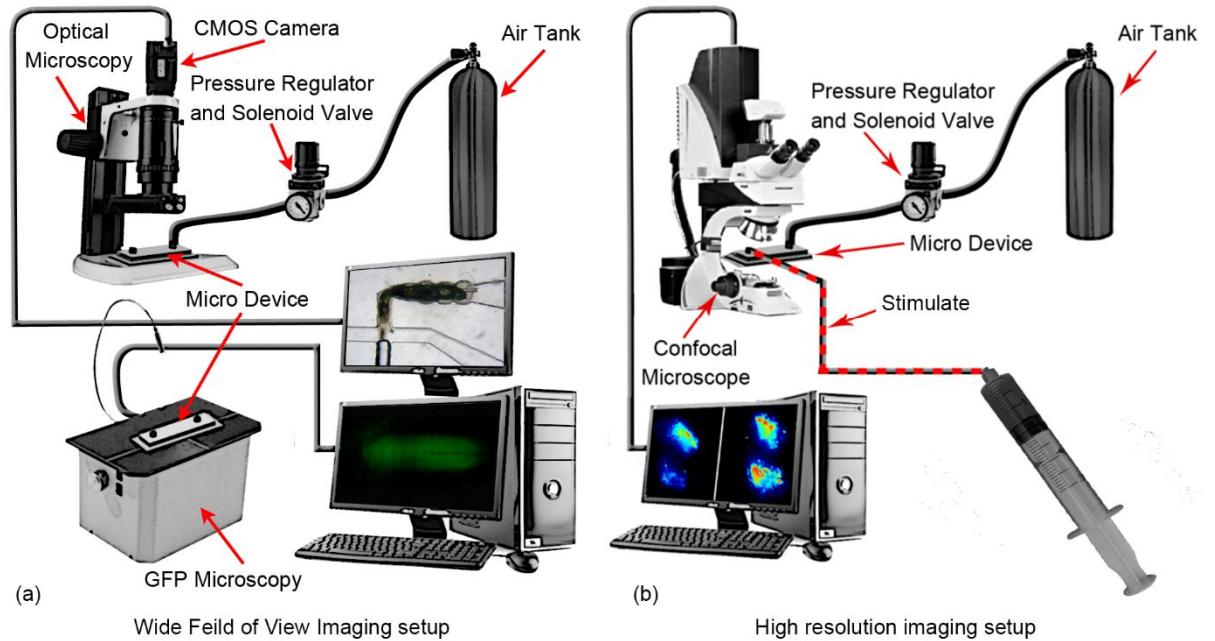 Optical
Microscopy
CMOS Camera
Pressure Regulator
and Solenoid Valve
Air Tank
Micro Device
GFP Microscopy
(a)
Wide Feild of View Imaging setup
Air Tank
Pressure Regulator
and Solenoid Valve
Micro Device
Stimulate
Confocal
Microscope
(b)
High resolution imaging setup